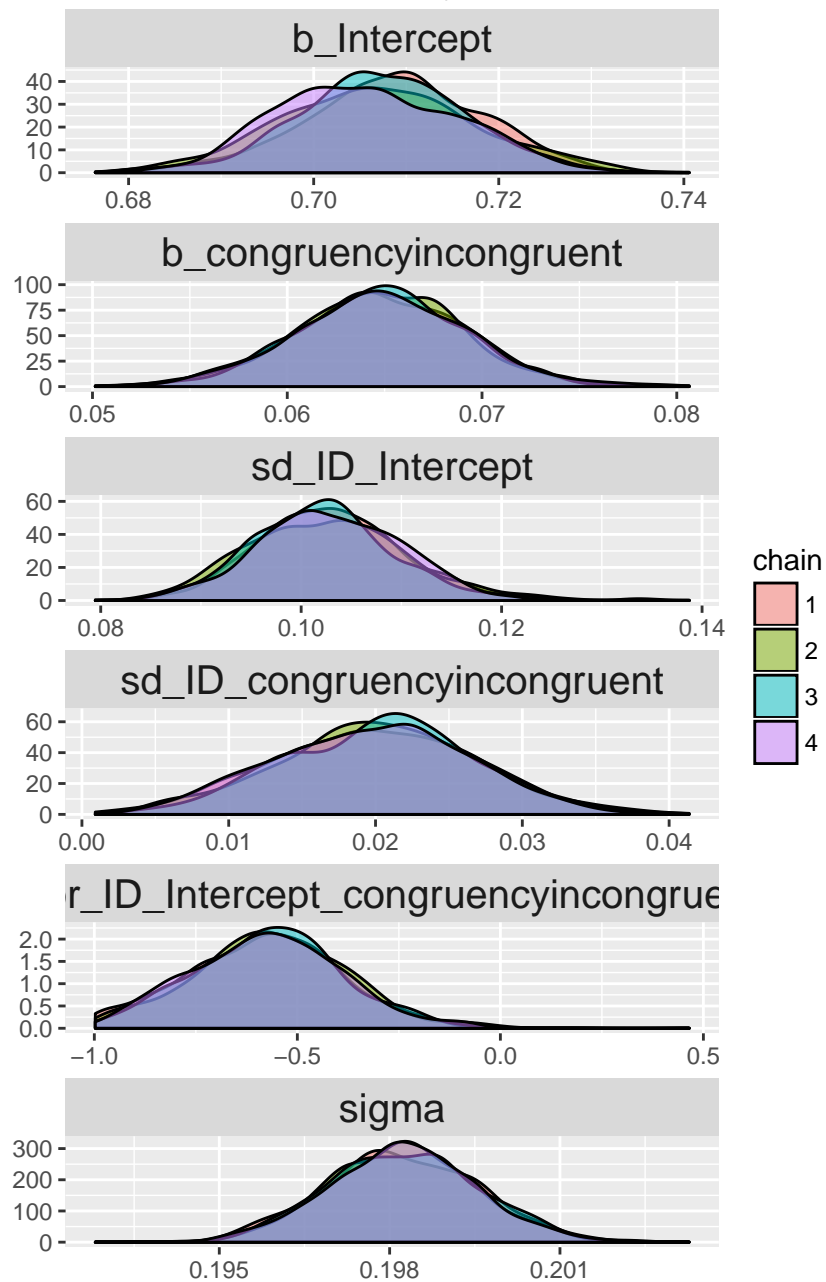 b_Intercept
40
30
20
10
0
0.68 0.70 0.72 0.74
b_congruencyincongruent
100
75
50
25
0
0.05 0.06 0.07 0.08
sd_ID_Intercept
60
40
20
0
0.08 0.10 0.12 0.14
sd_ID_congruencyincongruent
60
40
20
0
0.00 0.01 0.02 0.03 0.04
r_ID_Intercept_congruencyincongrue
2.0
1.5
1.0
0.5
0.0
−1.0 −0.5 0.0 0.5
sigma
300
200
100
0
0.195 0.198 0.201
chain
1
2
3
4